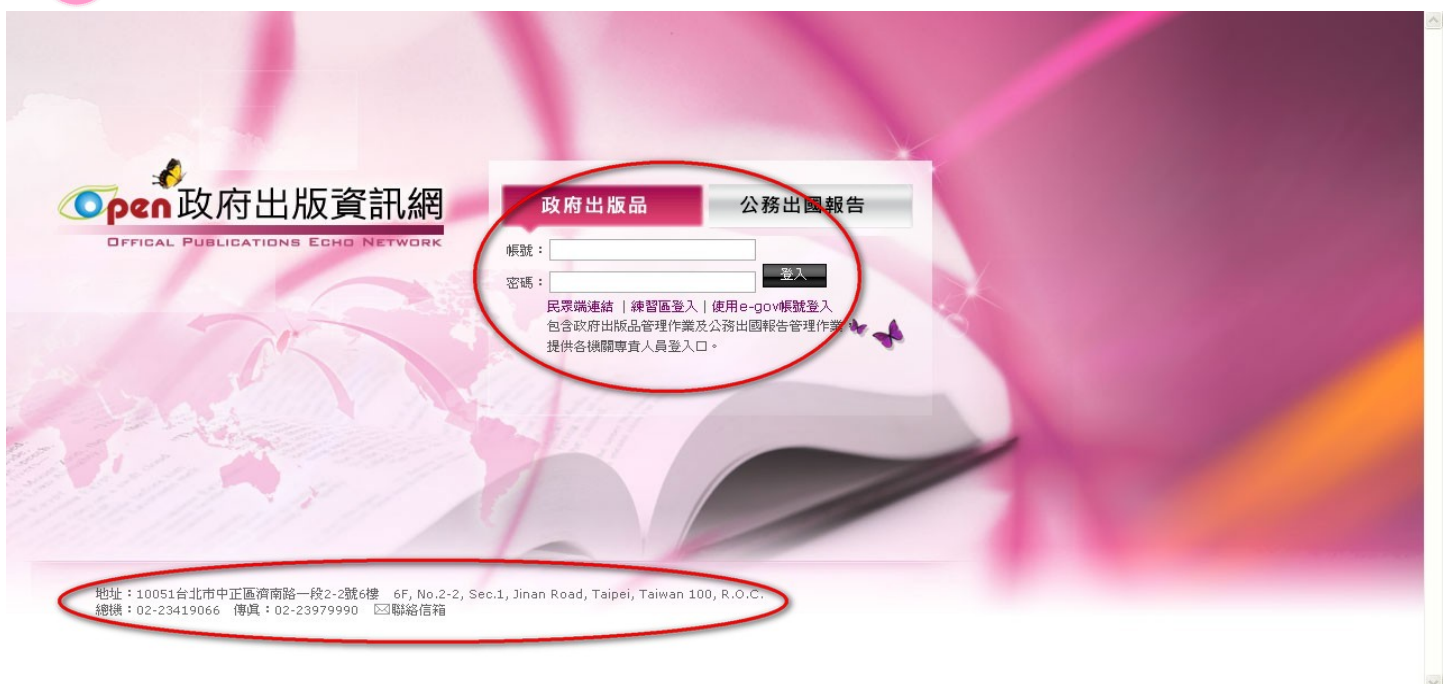 Open政府出版資訊網
OFFICAL PUBLICATIONS ECHO NETWORK
政府出版品
公務出國報告
帳號：
密碼：
登入
民眾端連結 | 練習區登入 | 使用e-gov帳號登入
包含政府出版品管理作業及公務出國報告管理作業，
提供各機關專責人員登入口。
地址：10051台北市中正區濟南路一段2-2號6樓 6F, No.2-2, Sec.1, Jinan Road, Taipei, Taiwan 100, R.O.C.
總機：02-23419066 傳真：02-23979990 聯絡信箱